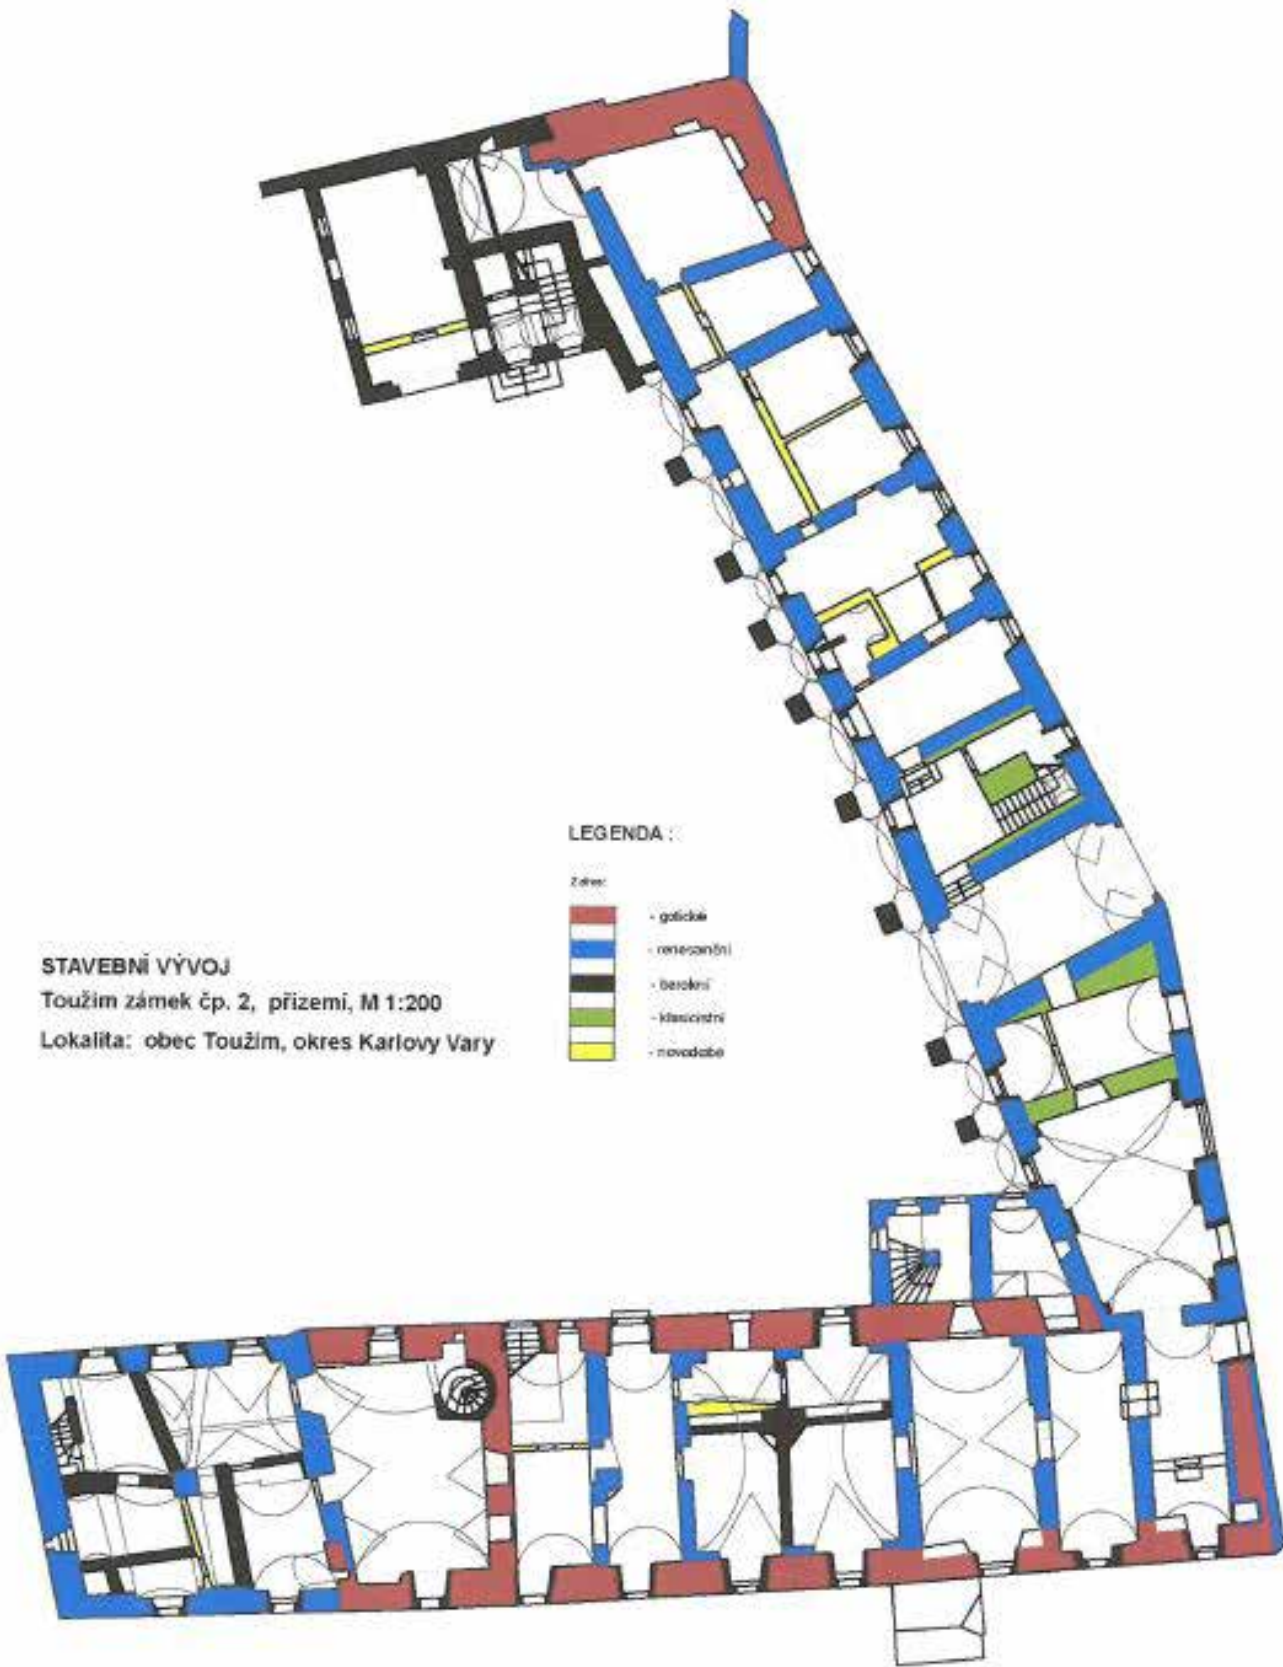 STAVEBNÍ VÝVOJ
Toužim zámek čp. 2, přízemí, M 1:200
Lokalita: obec Toužim, okres Karlovy Vary
LEGENDA :
- gotické
- renesanční
- barokní
- klasicistní
- novodobé